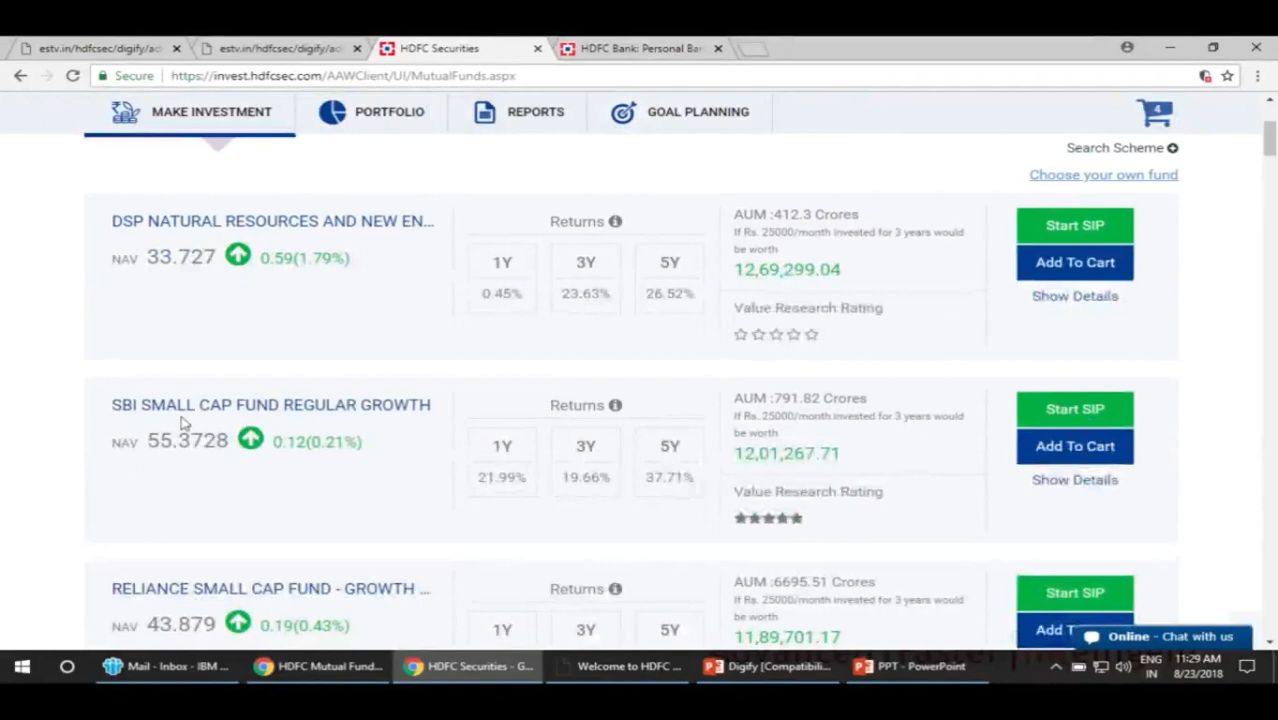 estv.in/hdfcsec/digify/ad
estv.in/hdfcsec/digify/ad
HDFC Securities
HDFC Bank: Personal Ba
Secure
https://invest.hdfcsec.com/AAWClient/UI/MutualFunds.aspx
MAKE INVESTMENT
PORTFOLIO
REPORTS
GOAL PLANNING
4
Search Scheme
Choose your own fund
DSP NATURAL RESOURCES AND NEW EN...
NAV 33.727 0.59(1.79%)
Returns
1Y 3Y 5Y
0.45% 23.63% 26.52%
AUM :412.3 Crores
If Rs. 25000/month invested for 3 years would
be worth
12,69,299.04
Value Research Rating
Start SIP
Add To Cart
Show Details
SBI SMALL CAP FUND REGULAR GROWTH
NAV 55.3728 0.12(0.21%)
Returns
1Y 3Y 5Y
21.99% 19.66% 37.71%
AUM :791.82 Crores
If Rs. 25000/month invested for 3 years would
be worth
12,01,267.71
Value Research Rating
Start SIP
Add To Cart
Show Details
RELIANCE SMALL CAP FUND - GROWTH ...
NAV 43.879 0.19(0.43%)
Returns
1Y 3Y 5Y
AUM :6695.51 Crores
If Rs. 25000/month invested for 3 years would
be worth
11,89,701.17
Start SIP
Add T
Online - Chat with us
Mail - Inbox - IBM ...
HDFC Mutual Fund...
HDFC Securities - G...
Welcome to HDFC ...
Digify [Compatibili...
PPT - PowerPoint
ENG
IN
11:29 AM
8/23/2018